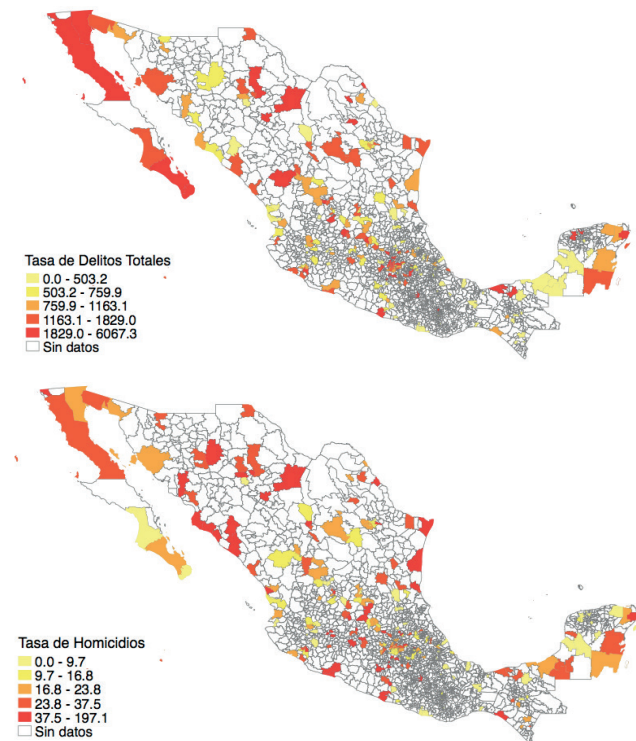 Tasa de Delitos Totales
0.0 - 503.2
503.2 - 759.9
759.9 - 1163.1
1163.1 - 1829.0
1829.0 - 6067.3
Sin datos
Tasa de Homicidios
0.0 - 9.7
9.7 - 16.8
16.8 - 23.8
23.8 - 37.5
37.5 - 197.1
Sin datos